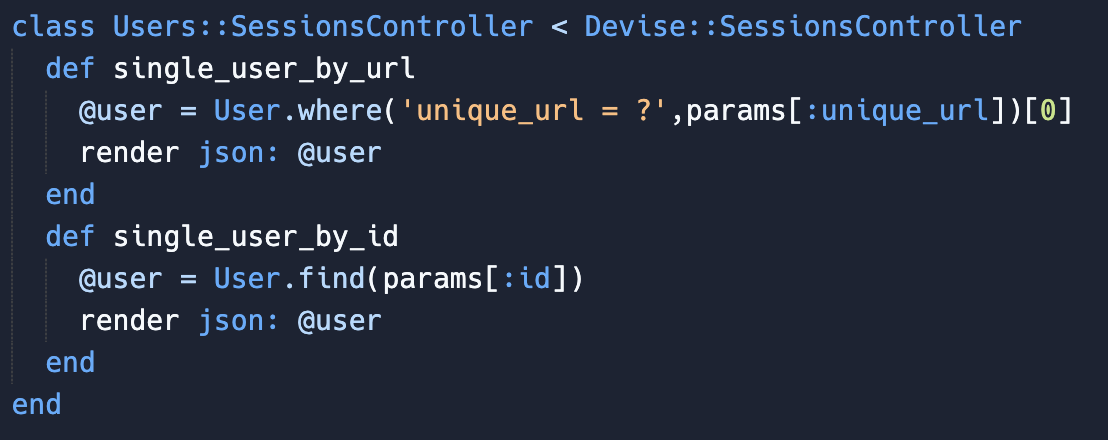 class Users::SessionsController < Devise::SessionsController
  def single_user_by_url
    @user = User.where('unique_url = ?',params[:unique_url])[0]
    render json: @user
  end
  def single_user_by_id
    @user = User.find(params[:id])
    render json: @user
  end
end